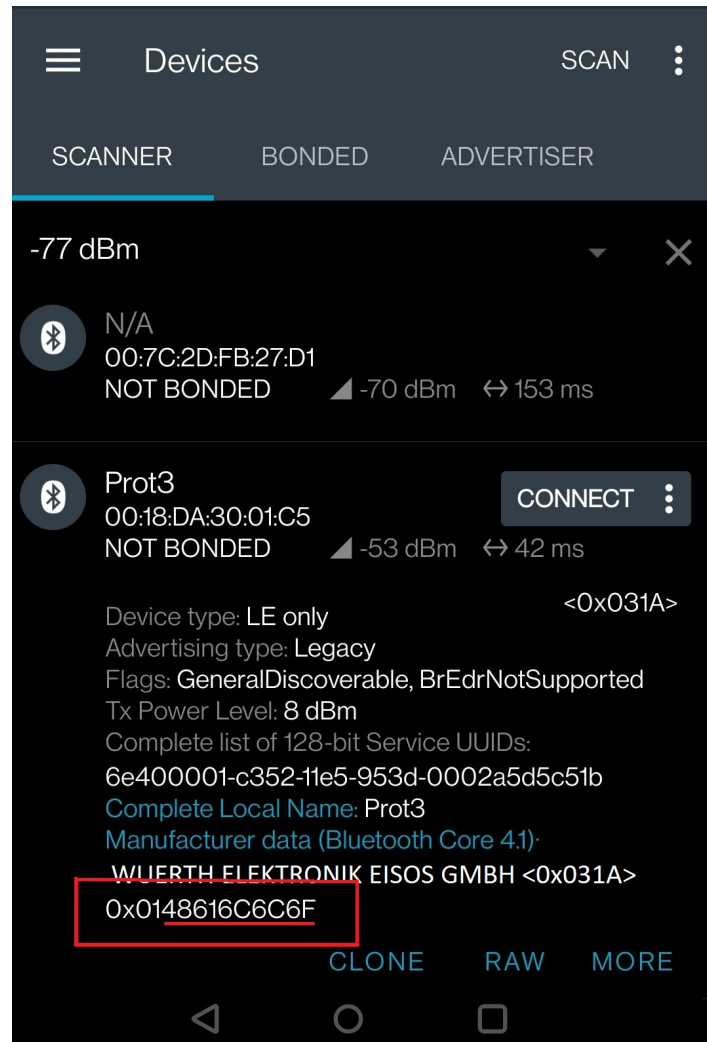 Devices SCAN
SCANNER BONDED ADVERTISER
-77 dBm
N/A
00:7C:2D:FB:27:D1
NOT BONDED -70 dBm 153 ms
Prot3
CONNECT
00:18:DA:30:01:C5
NOT BONDED -53 dBm 42 ms
<0x031A>
Device type: LE only
Advertising type: Legacy
Flags: GeneralDiscoverable, BrEdrNotSupported
Tx Power Level: 8 dBm
Complete list of 128-bit Service UUIDs:
6e400001-c352-11e5-953d-0002a5d5c51b
Complete Local Name: Prot3
Manufacturer data (Bluetooth Core 4.1):
WUERTH ELEKTRONIK EISOS GMBH <0x031A>
0x0148616C6C6F
CLONE RAW MORE